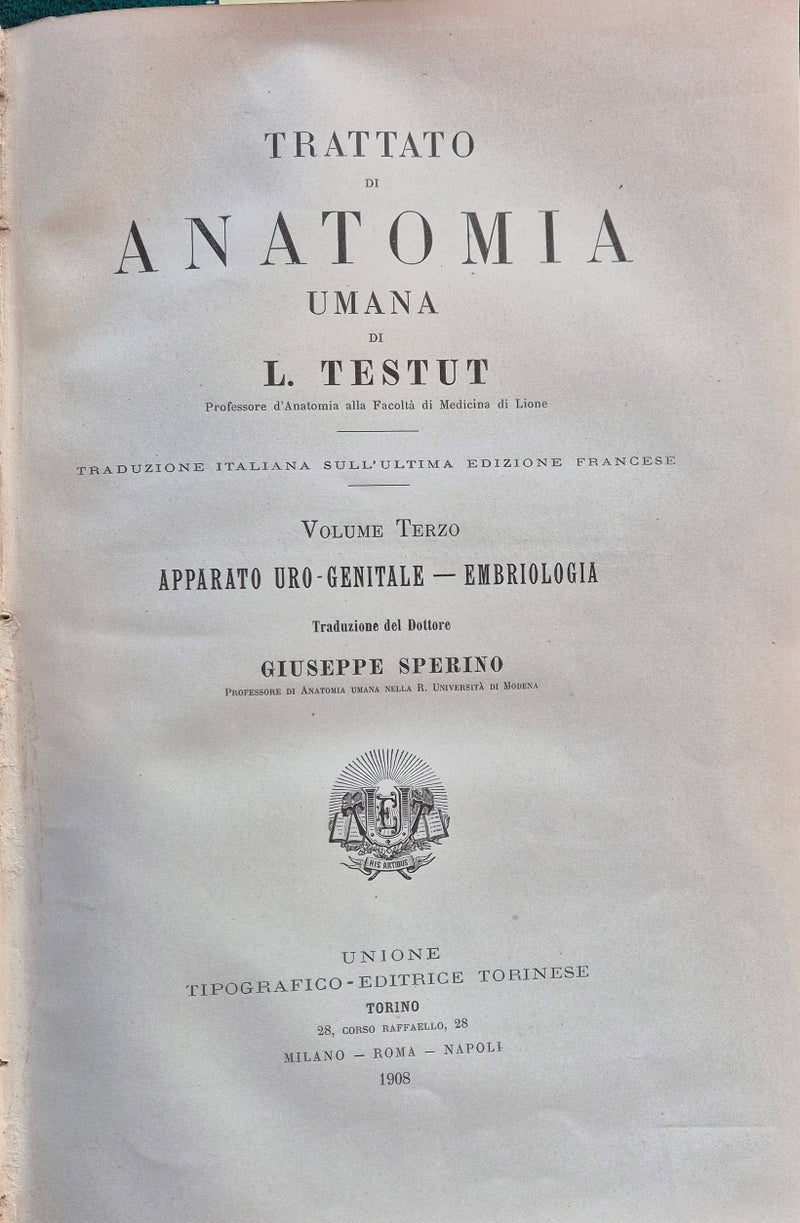 TRATTATO
DI
ANATOMIA
UMANA
DI
L. TESTUT
Professore d'Anatomia alla Facoltà di Medicina di Lione
TRADUZIONE ITALIANA SULL'ULTIMA EDIZIONE FRANCESE
VOLUME TERZO
APPARATO URO-GENITALE — EMBRIOLOGIA
Traduzione del Dottore
GIUSEPPE SPERINO
PROFESSORE DI ANATOMIA UMANA NELLA R. UNIVERSITÀ DI MODENA
HIS ARTIBUS
UNIONE
TIPOGRAFICO-EDITRICE TORINESE
TORINO
28, CORSO RAFFAELLO, 28
MILANO — ROMA — NAPOLI
1908